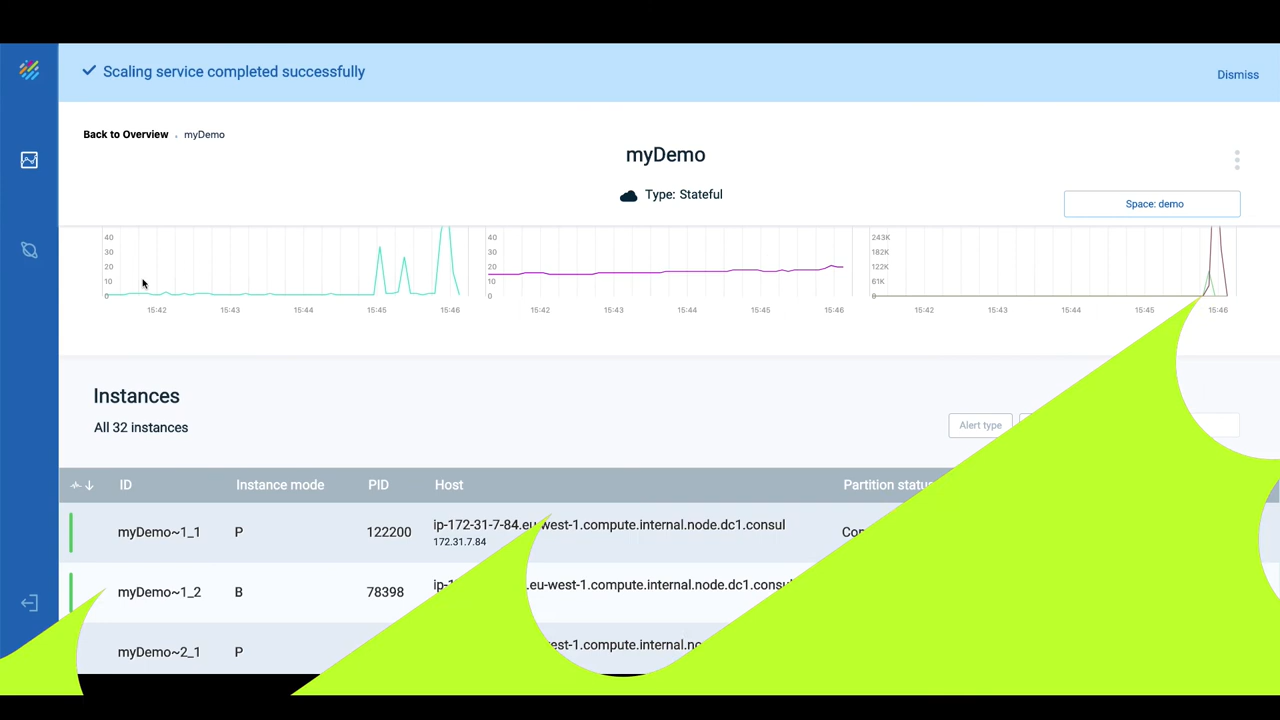 Scaling service completed successfully
Dismiss
Back to Overview . myDemo
myDemo
Type: Stateful
Space: demo
40
30
20
10
0
15:42 15:43 15:44 15:45 15:46
40
30
20
10
0
15:42 15:43 15:44 15:45 15:46
243K
182K
122K
61K
0
15:42 15:43 15:44 15:45 15:46
Instances
All 32 instances
Alert type
ID Instance mode PID Host Partition status
myDemo~1_1 P 122200 ip-172-31-7-84.eu-west-1.compute.internal.node.dc1.consul
172.31.7.84
myDemo~1_2 B 78398 .eu-west-1.compute.internal.node.dc1.consul
myDemo~2_1 P .eu-west-1.compute.internal